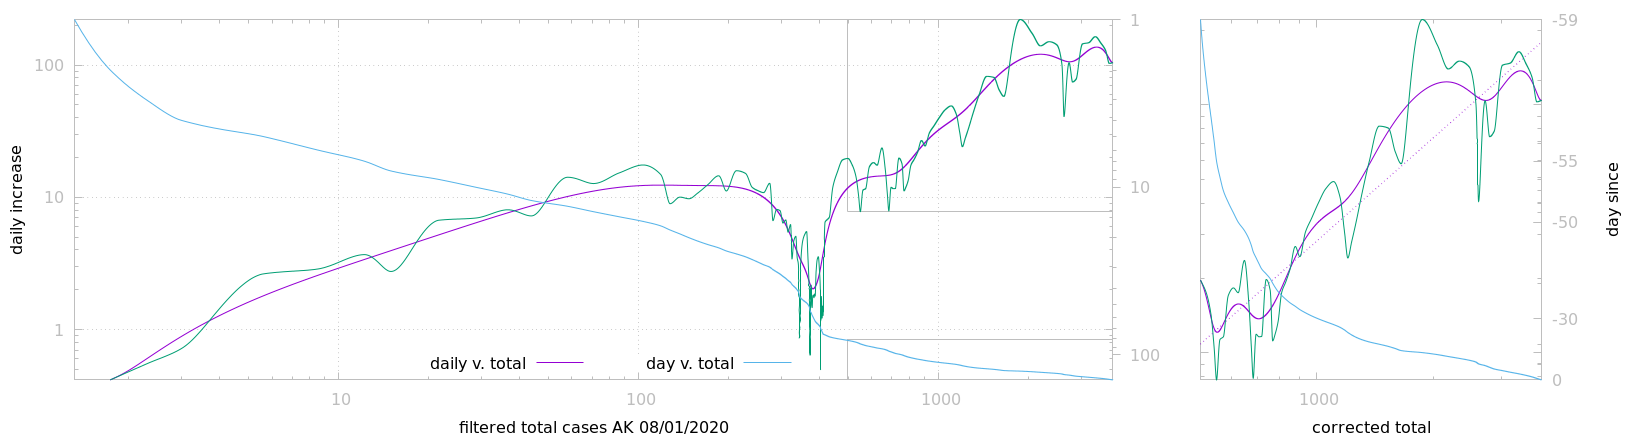 daily increase
100
10
1
daily v. total
day v. total
10
100
1000
filtered total cases AK 08/01/2020
1
10
100
1000
corrected total
-59
-55
-50
-30
0
day since